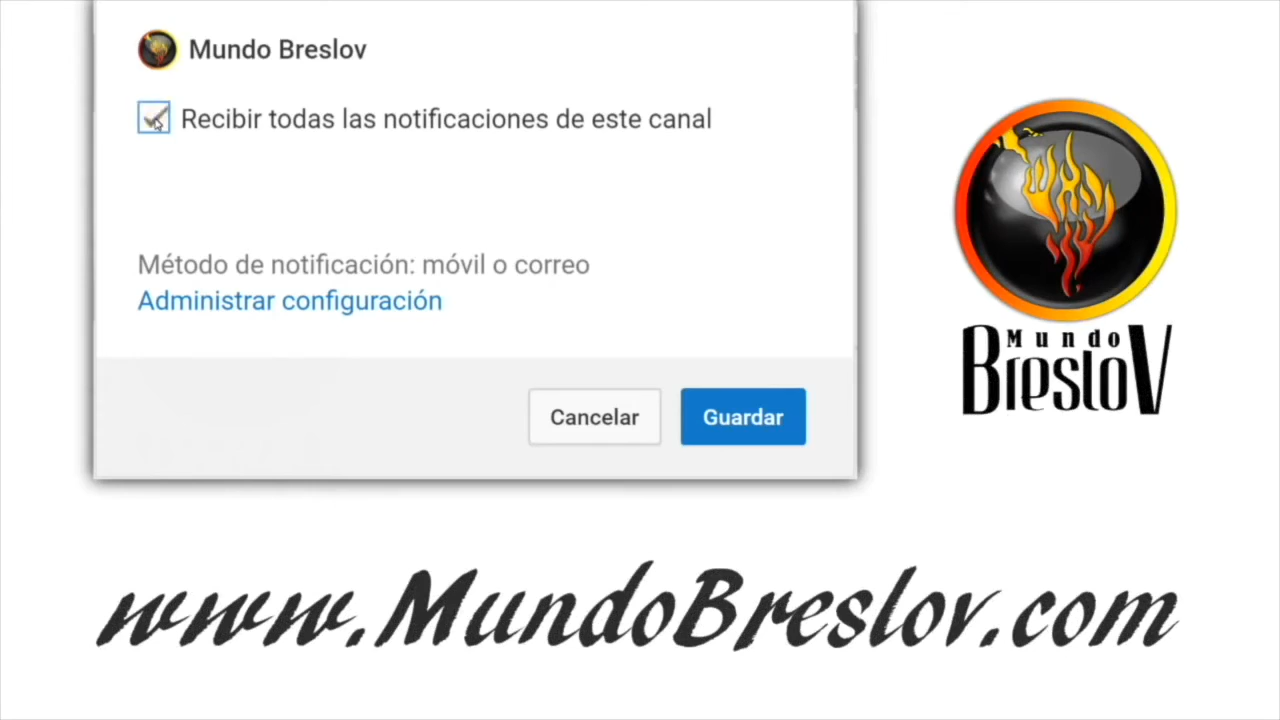 Mundo Breslov
Recibir todas las notificaciones de este canal
Método de notificación: móvil o correo
Administrar configuración
Cancelar
Guardar
Mundo
Breslov
www.MundoBreslov.com